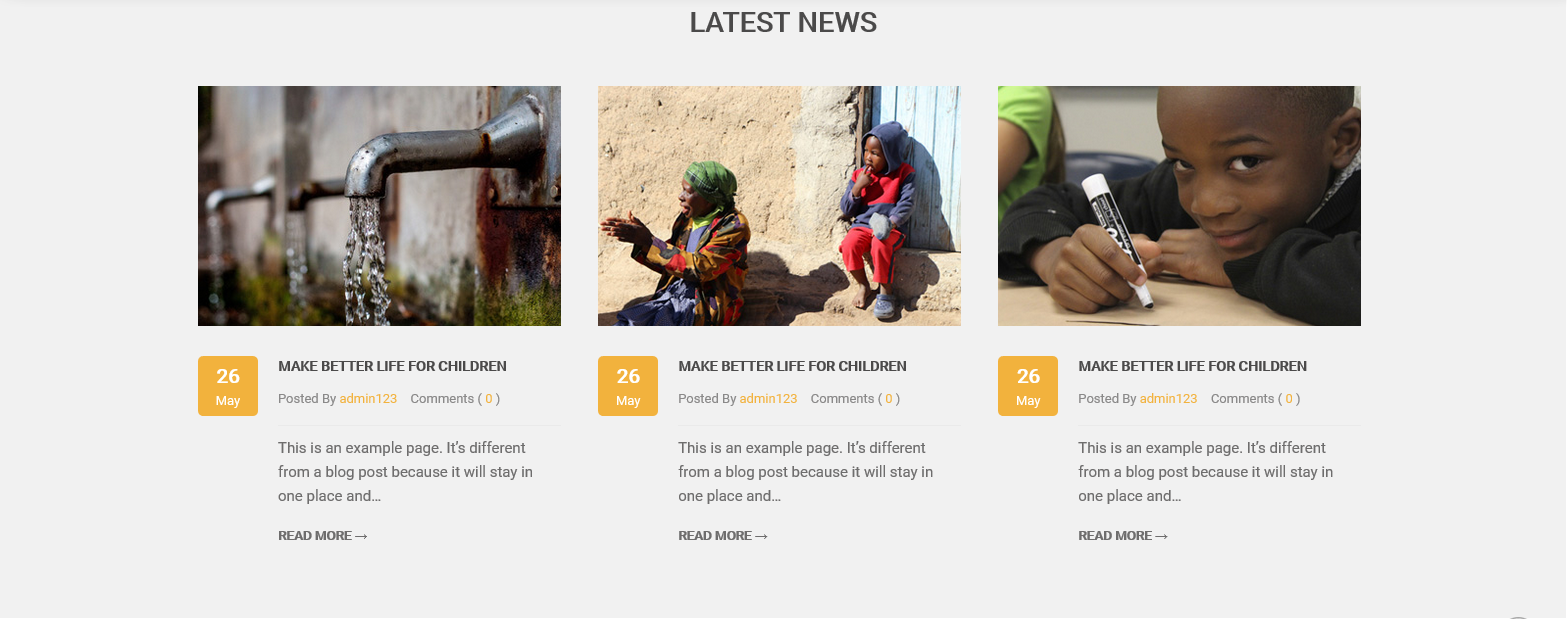 LATEST NEWS
26
May
MAKE BETTER LIFE FOR CHILDREN
Posted By admin123 Comments ( 0 )
This is an example page. It’s different
from a blog post because it will stay in
one place and…
READ MORE →
26
May
MAKE BETTER LIFE FOR CHILDREN
Posted By admin123 Comments ( 0 )
This is an example page. It’s different
from a blog post because it will stay in
one place and…
READ MORE →
26
May
MAKE BETTER LIFE FOR CHILDREN
Posted By admin123 Comments ( 0 )
This is an example page. It’s different
from a blog post because it will stay in
one place and…
READ MORE →